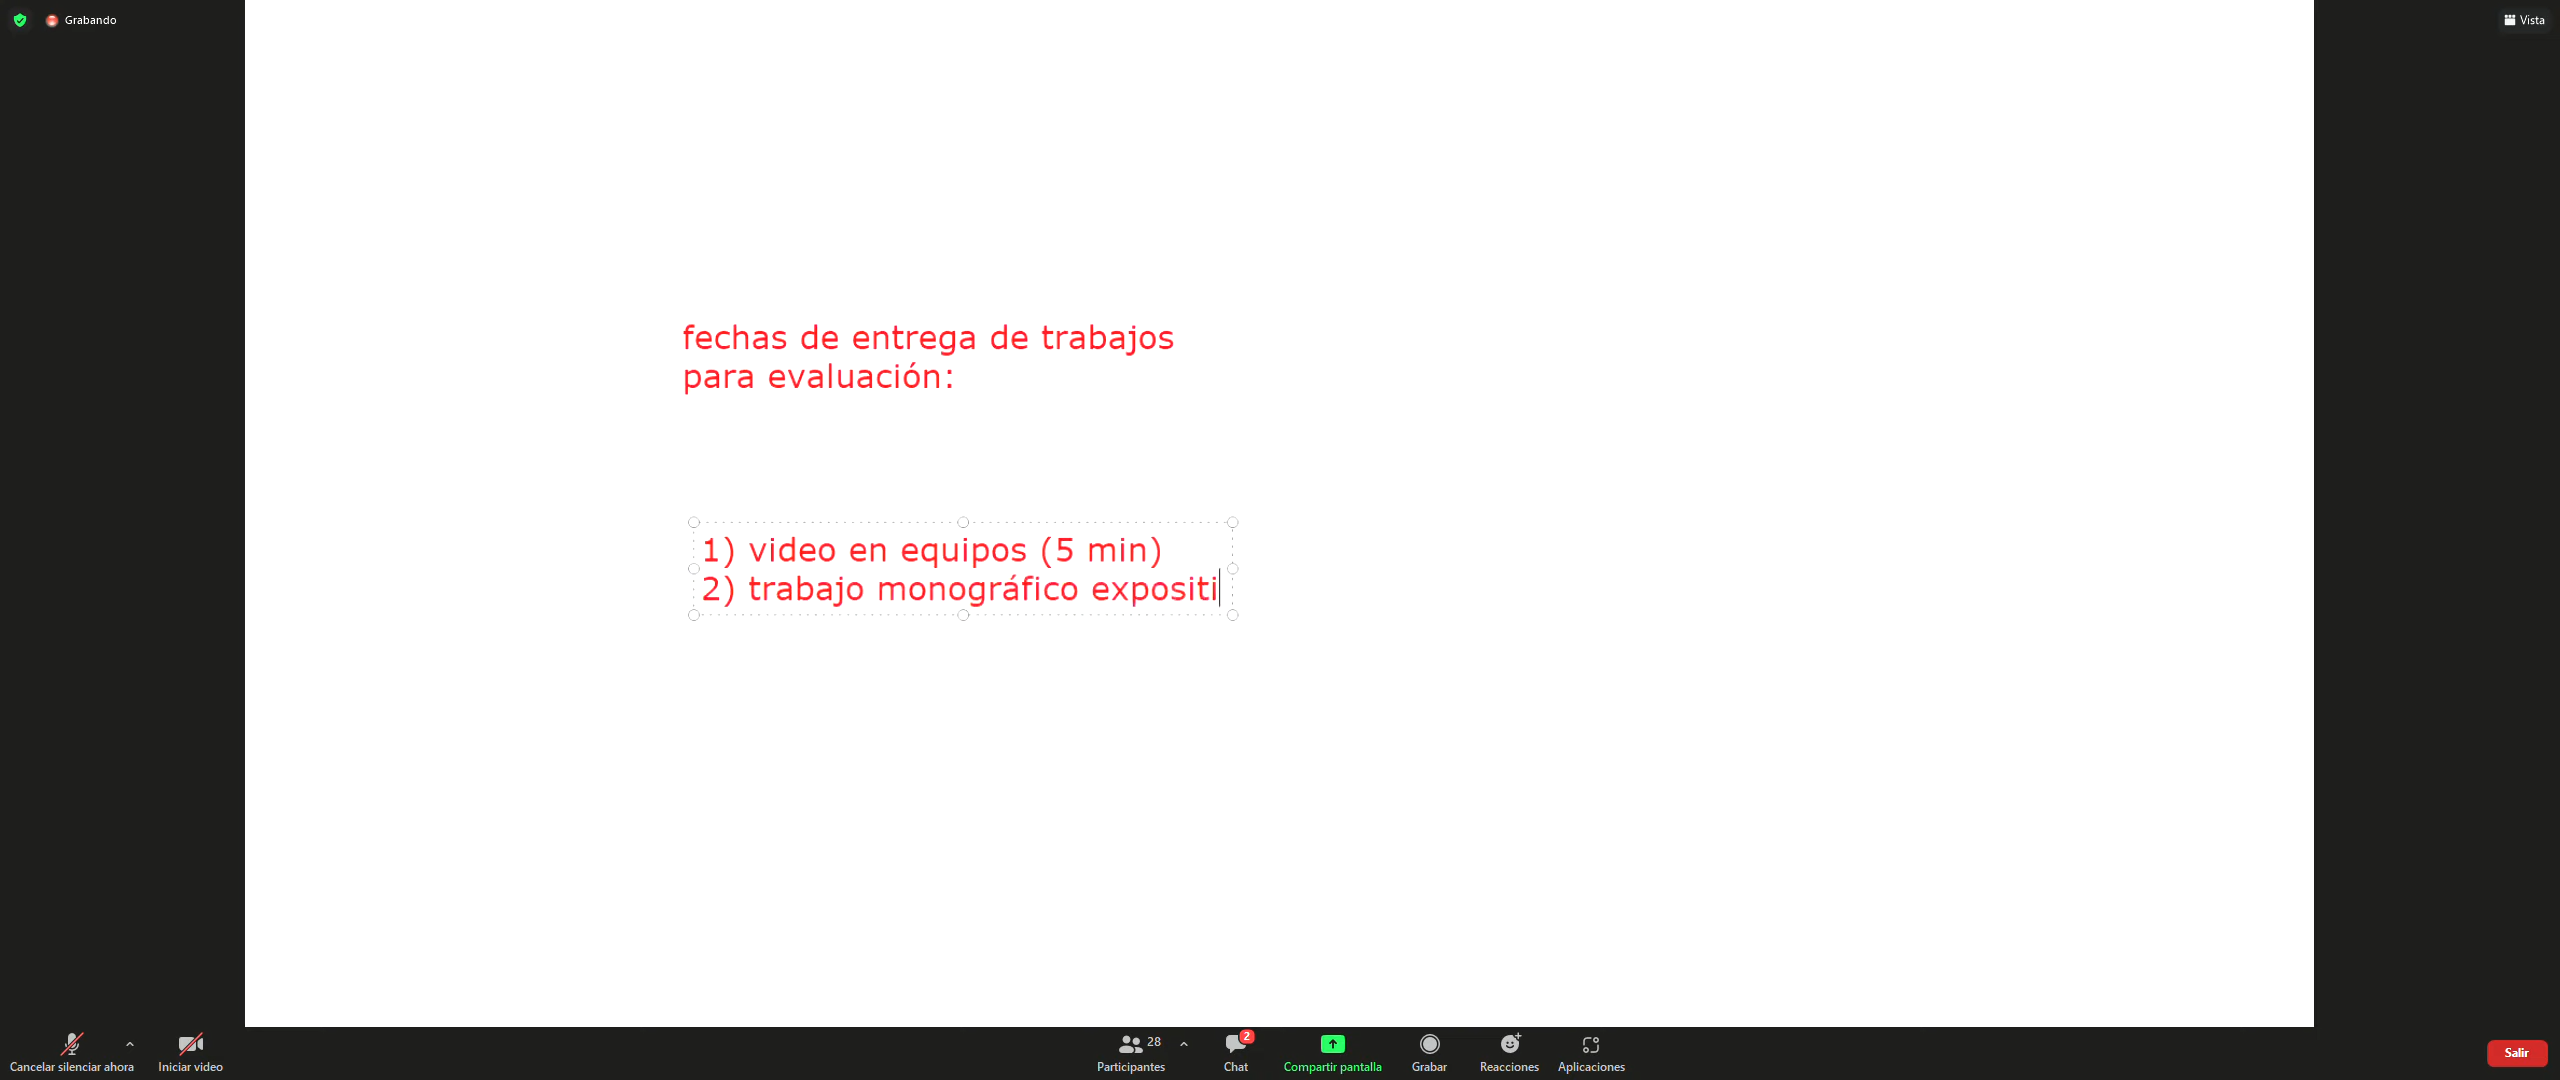 Grabando
Vista
fechas de entrega de trabajos
para evaluación:
1) video en equipos (5 min)
2) trabajo monográfico expositi
Cancelar silenciar ahora
Iniciar video
28
Participantes
2
Chat
Compartir pantalla
Grabar
Reacciones
Aplicaciones
Salir